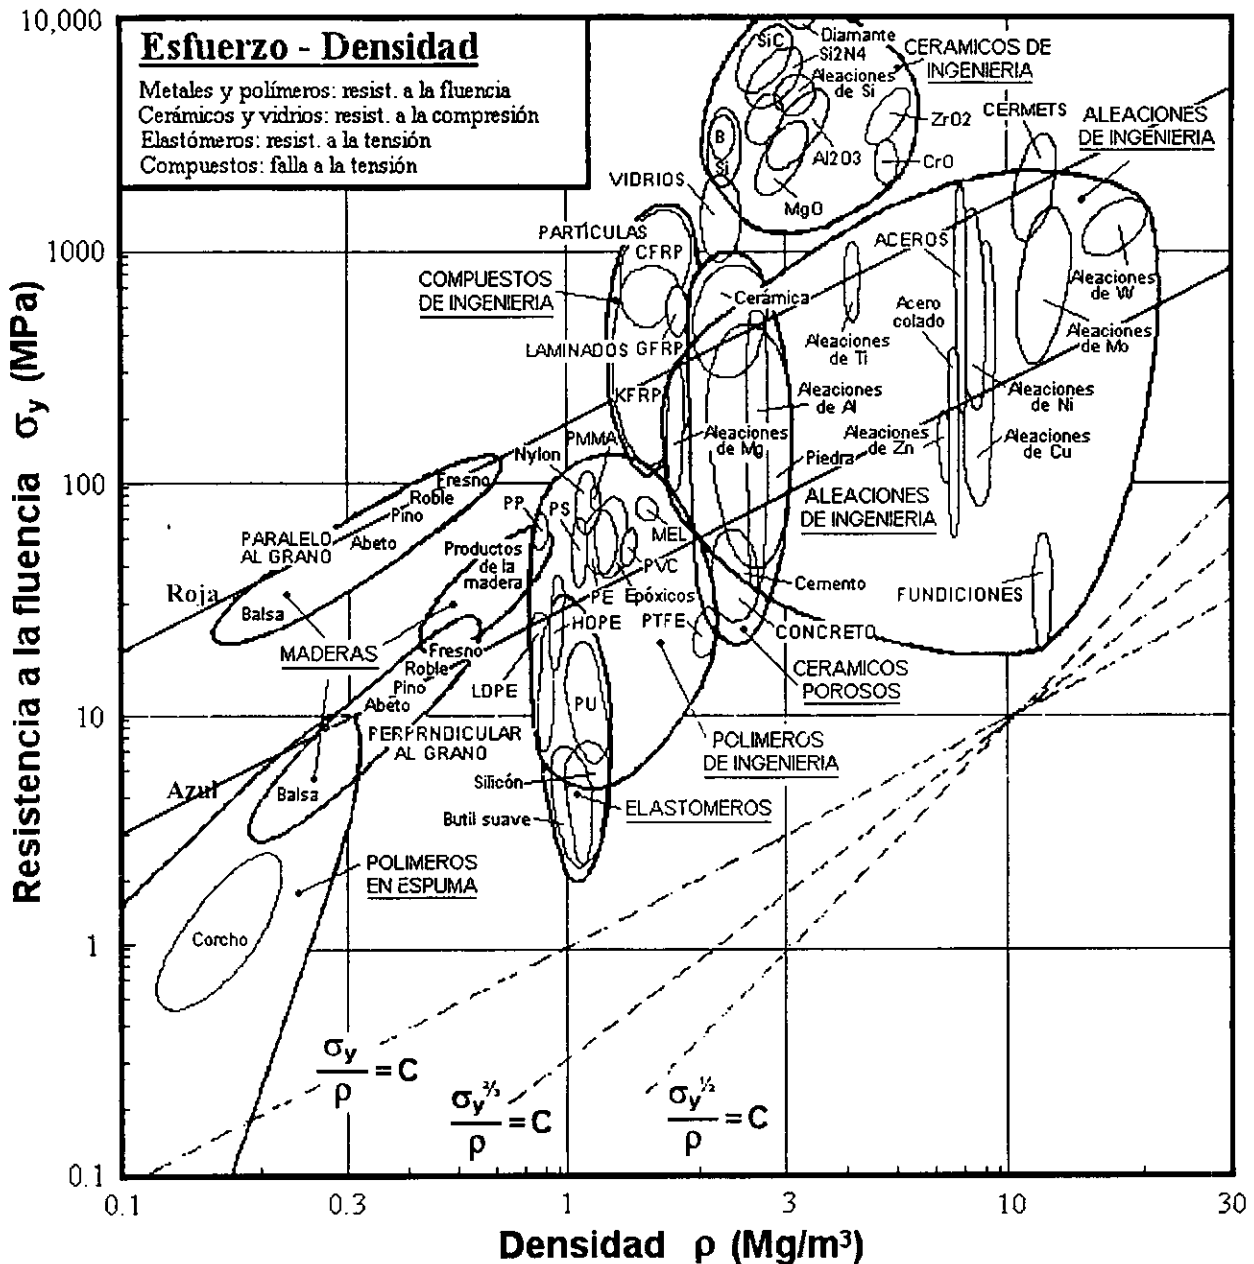 10,000
Esfuerzo - Densidad
Metales y polímeros: resist. a la fluencia
Cerámicos y vidrios: resist. a la compresión
Elastómeros: resist. a la tensión
Compuestos: falla a la tensión
SiC
Diamante
Si2N4
Aleaciones
de Si
CERAMICOS DE
INGENIERIA
B
Si
Al2O3
ZrO2
CrO
MgO
CERMETS
ALEACIONES
DE INGENIERIA
VIDRIOS
PARTÍCULAS
CFRP
1000
COMPUESTOS
DE INGENIERIA
Cerámica
ACEROS
Aleaciones
de W
LAMINADOS
GFRP
Aleaciones
de Ti
Acero
colado
Aleaciones
de Mo
KFRP
Aleaciones
de Al
Aleaciones
de Ni
PMMA
Nylon
Aleaciones
de Mg
Aleaciones
de Zn
Aleaciones
de Cu
Piedra
100
Fresno
Roble
Pino
Abeto
PARALELO
AL GRANO
PP
PS
MEL
ALEACIONES
DE INGENIERIA
Productos
de la
madera
PVC
Roja
Balsa
PE
Epóxicos
Cemento
FUNDICIONES
HDPE
PTFE
CONCRETO
MADERAS
Fresno
Roble
Pino
Abeto
LDPE
CERAMICOS
POROSOS
10
PU
PERPRNDICULAR
AL GRANO
POLIMEROS
DE INGENIERIA
Azul
Balsa
Silicón
ELASTOMEROS
Butil suave
POLIMEROS
EN ESPUMA
Corcho
1
σy/ρ = C
σy^⅔/ρ = C
σy^½/ρ = C
0.1
0.1
0.3
1
3
10
30
Densidad ρ (Mg/m³)
Resistencia a la fluencia σy (MPa)